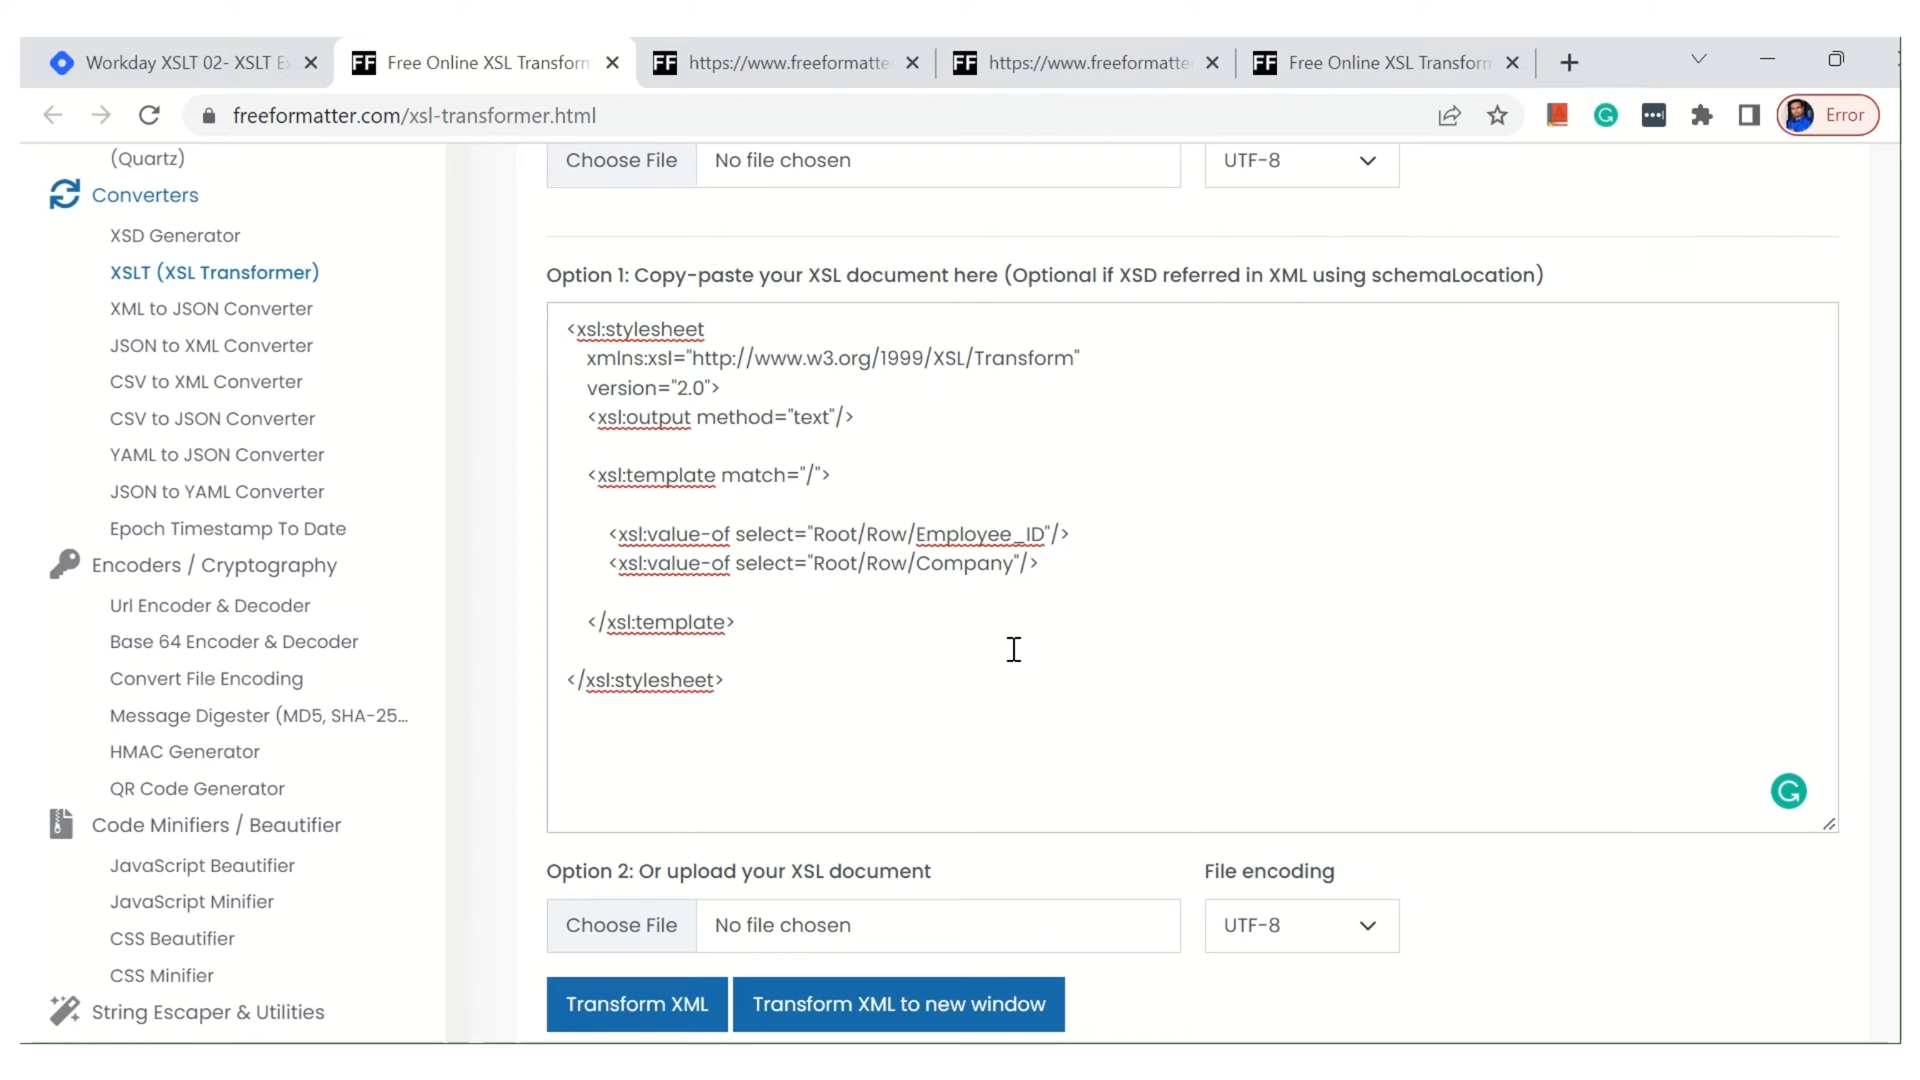 Workday XSLT 02- XSLT Ex
Free Online XSL Transform
https://www.freeformatte
https://www.freeformatte
Free Online XSL Transform
freeformatter.com/xsl-transformer.html
Error
(Quartz)
Converters
XSD Generator
XSLT (XSL Transformer)
XML to JSON Converter
JSON to XML Converter
CSV to XML Converter
CSV to JSON Converter
YAML to JSON Converter
JSON to YAML Converter
Epoch Timestamp To Date
Encoders / Cryptography
Url Encoder & Decoder
Base 64 Encoder & Decoder
Convert File Encoding
Message Digester (MD5, SHA-25...
HMAC Generator
QR Code Generator
Code Minifiers / Beautifier
JavaScript Beautifier
JavaScript Minifier
CSS Beautifier
CSS Minifier
String Escaper & Utilities
Choose File No file chosen UTF-8
Option 1: Copy-paste your XSL document here (Optional if XSD referred in XML using schemaLocation)
<xsl:stylesheet
xmlns:xsl="http://www.w3.org/1999/XSL/Transform"
version="2.0">
<xsl:output method="text"/>
<xsl:template match="/">
<xsl:value-of select="Root/Row/Employee_ID"/>
<xsl:value-of select="Root/Row/Company"/>
</xsl:template>
</xsl:stylesheet>
Option 2: Or upload your XSL document File encoding
Choose File No file chosen UTF-8
Transform XML Transform XML to new window